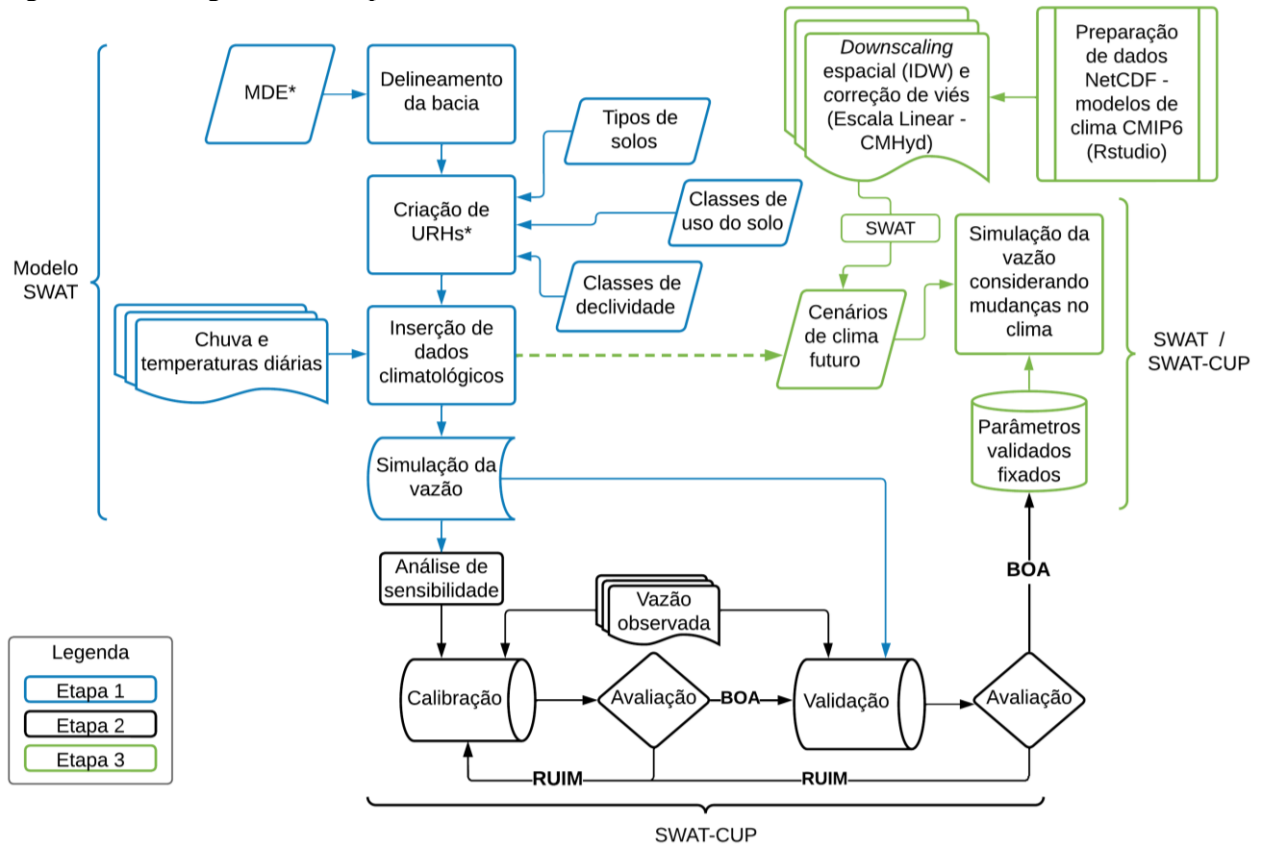 MDE*
Delineamento
da bacia
Tipos de
solos
Criação de
URHs*
Classes de
uso do solo
Classes de
declividade
Modelo
SWAT
Chuva e
temperaturas diárias
Inserção de
dados
climatológicos
Simulação da
vazão
Downscaling
espacial (IDW) e
correção de viés
(Escala Linear -
CMHyd)
Preparação
de dados
NetCDF -
modelos de
clima CMIP6
(Rstudio)
SWAT
Cenários
de clima
futuro
Simulação da
vazão
considerando
mudanças no
clima
SWAT /
SWAT-CUP
Parâmetros
validados
fixados
BOA
Análise de
sensibilidade
Vazão
observada
Calibração
Avaliação
BOA
Validação
Avaliação
RUIM
RUIM
SWAT-CUP
Legenda
Etapa 1
Etapa 2
Etapa 3